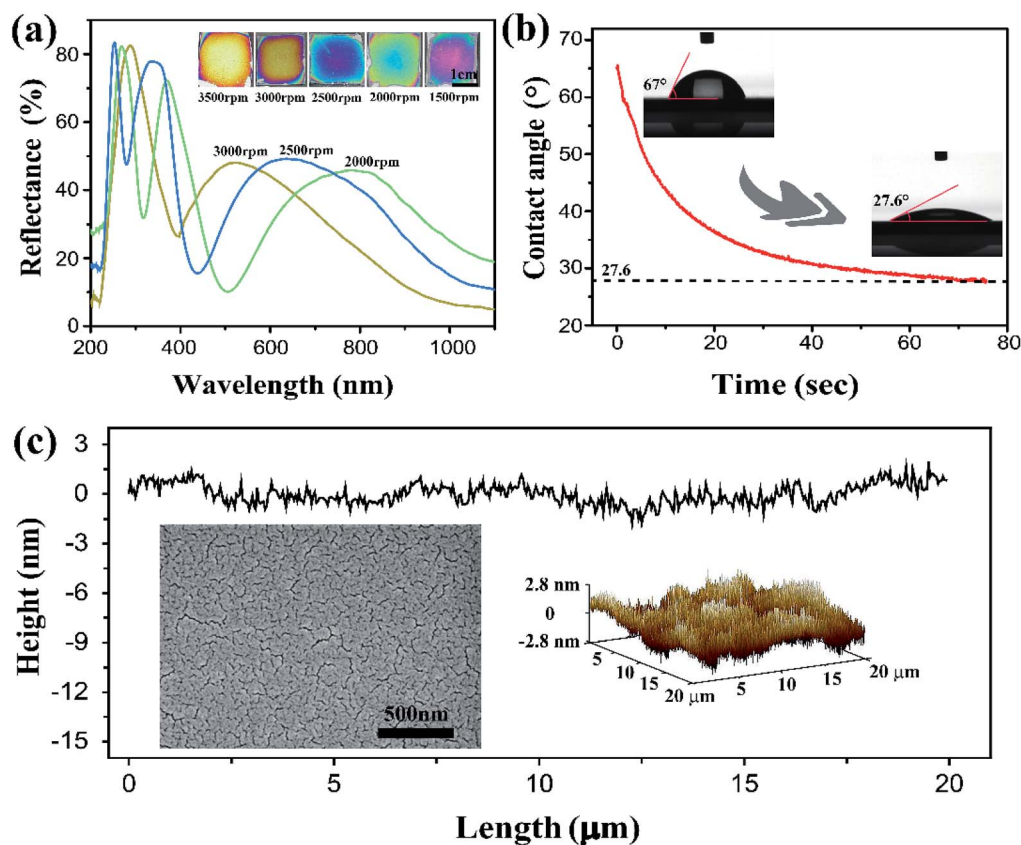 (a)
Reflectance (%)
80
60
40
20
0
200 400 600 800 1000
Wavelength (nm)
3500rpm 3000rpm 2500rpm 2000rpm 1500rpm
1cm
3000rpm 2500rpm 2000rpm
(b)
Contact angle (°)
70
60
50
40
30
20
0 20 40 60 80
Time (sec)
67°
27.6°
27.6
(c)
Height (nm)
3
0
-3
-6
-9
-12
-15
0 5 10 15 20
Length (μm)
500nm
2.8 nm
0
-2.8 nm
5
10
15
20 μm
5
10
15
20 μm